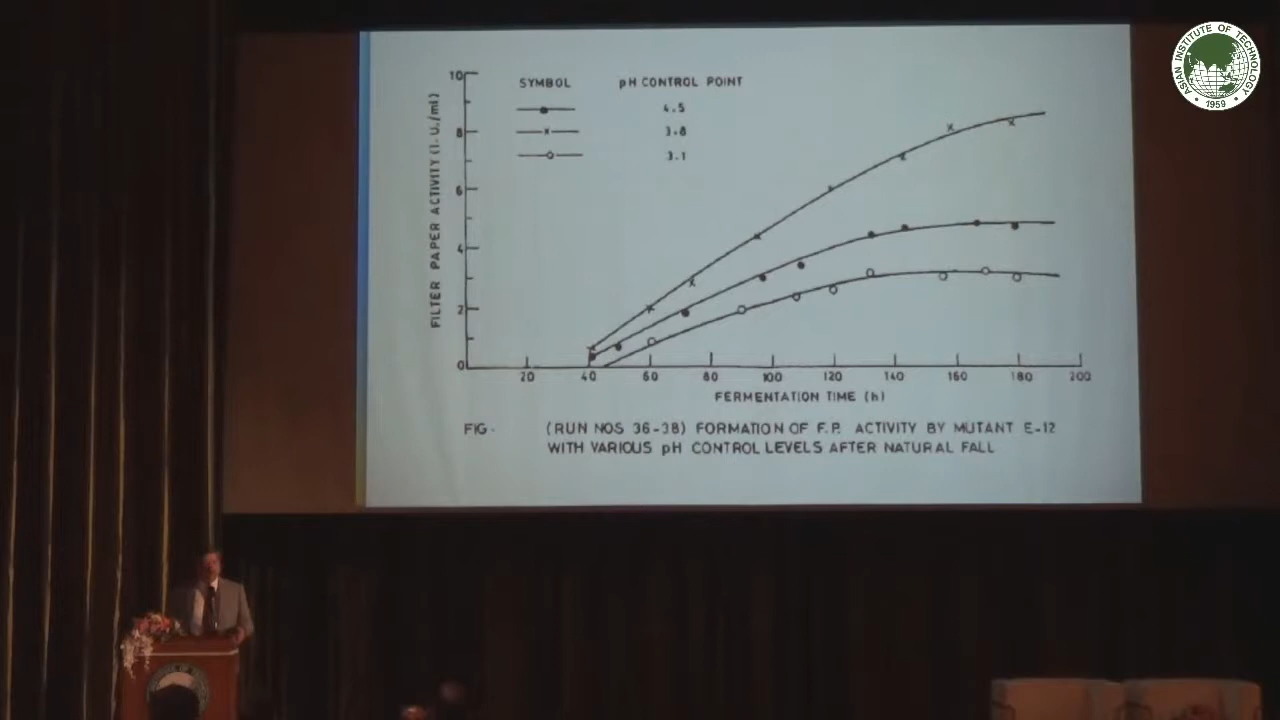 ASIAN INSTITUTE OF TECHNOLOGY
1959
SYMBOL pH CONTROL POINT
4.5
3.8
3.1
FILTER PAPER ACTIVITY (I.U./ml)
10
8
6
4
2
0
20 40 60 80 100 120 140 160 180 200
FERMENTATION TIME (h)
FIG. (RUN NOS 36-38) FORMATION OF F.P. ACTIVITY BY MUTANT E-12
WITH VARIOUS pH CONTROL LEVELS AFTER NATURAL FALL